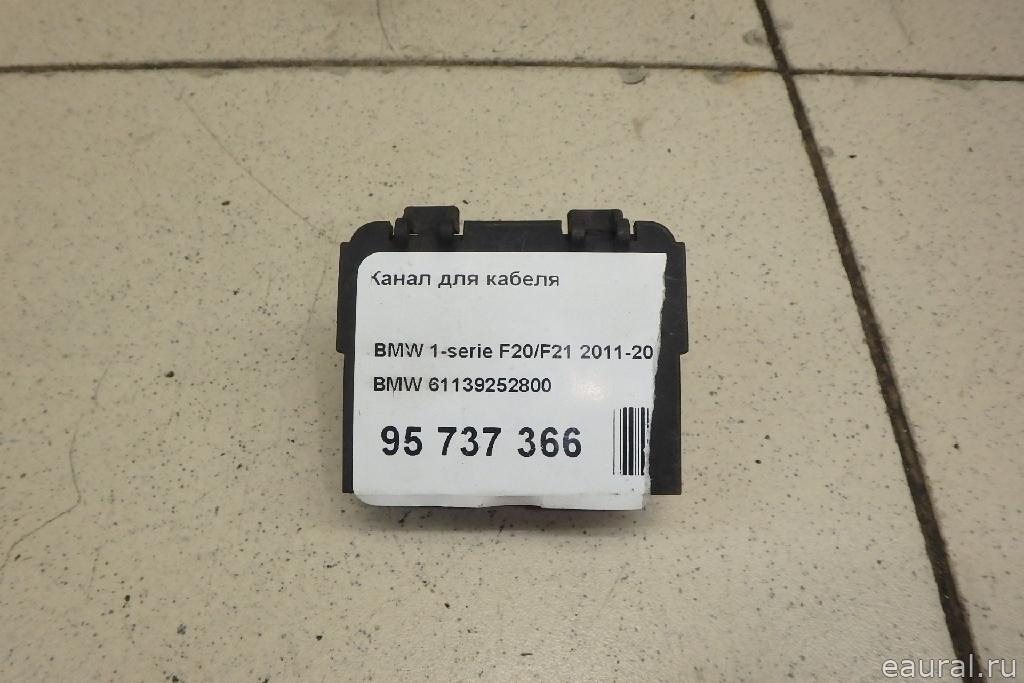 Канал для кабеля
BMW 1-serie F20/F21 2011-20
BMW 61139252800
95 737 366
eaural.ru